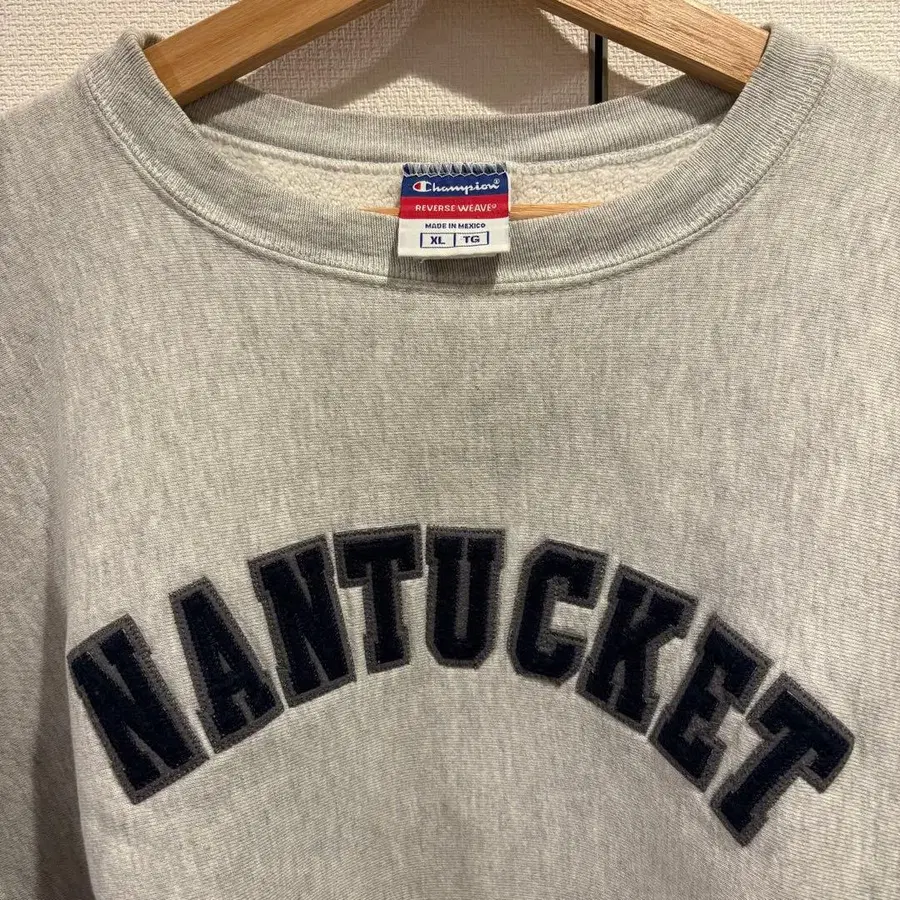 Champion
REVERSE WEAVE®
MADE IN MEXICO
XL | TG
NANTUCKET